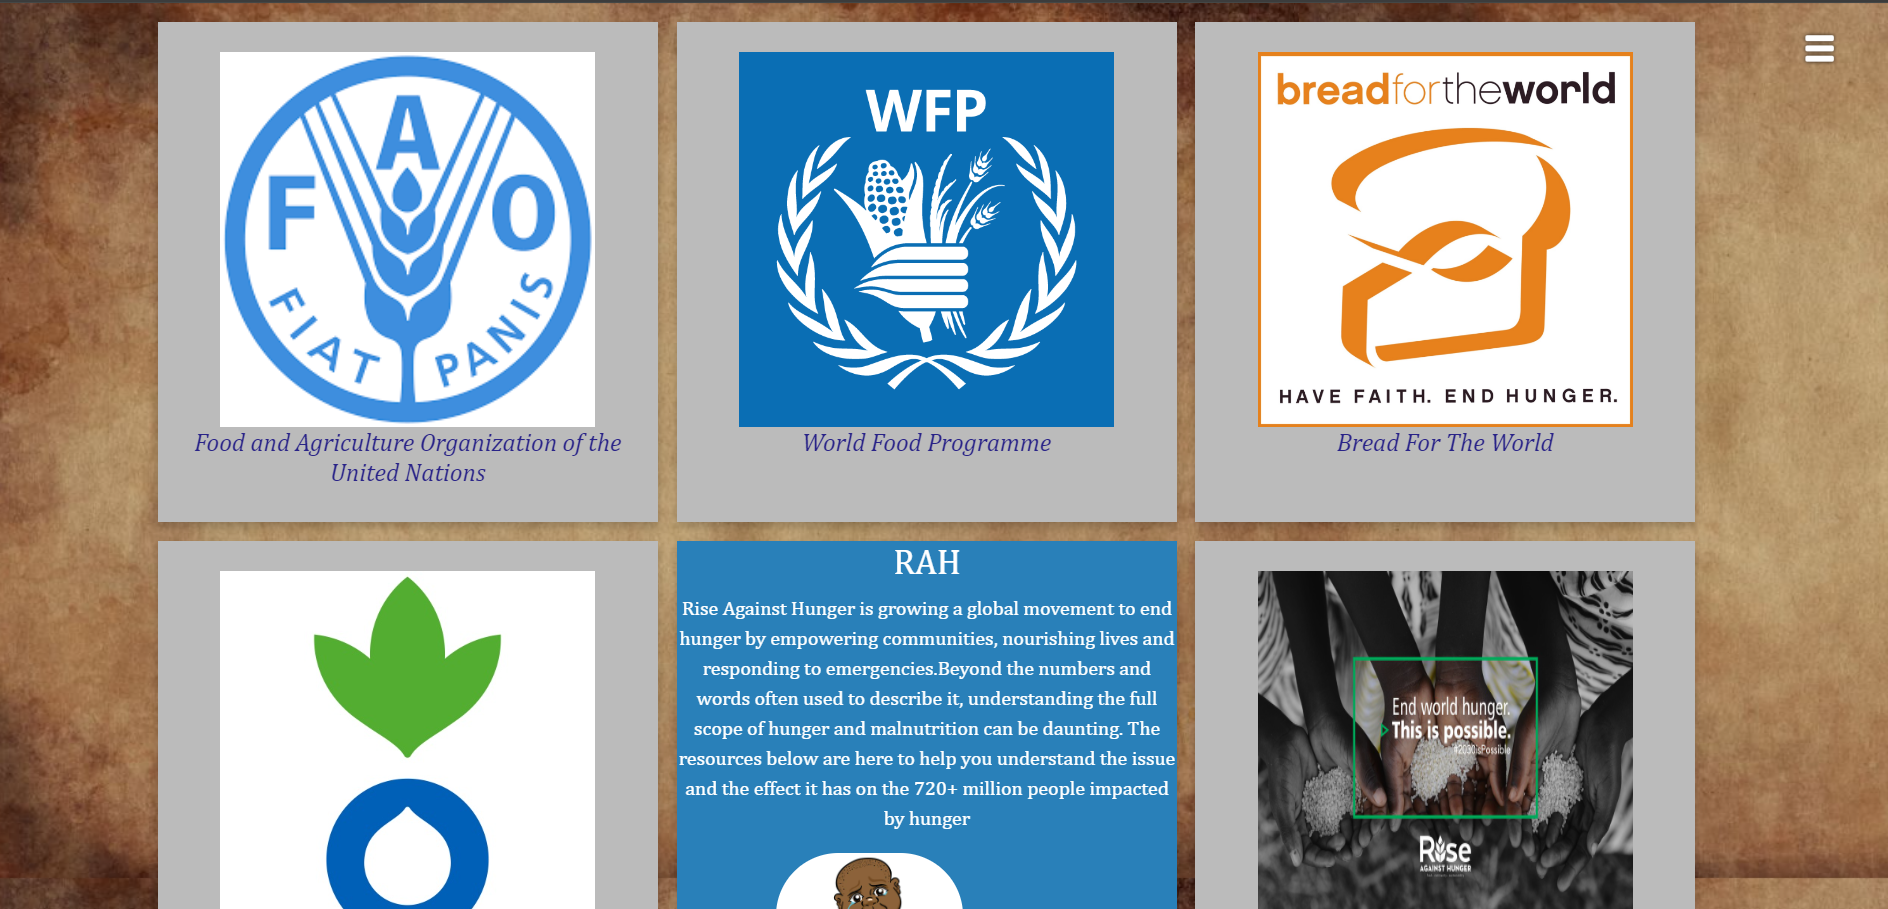 FAO
FIAT PANIS
Food and Agriculture Organization of the
United Nations
WFP
World Food Programme
breadfortheworld
HAVE FAITH. END HUNGER.
Bread For The World
RAH
Rise Against Hunger is growing a global movement to end
hunger by empowering communities, nourishing lives and
responding to emergencies.Beyond the numbers and
words often used to describe it, understanding the full
scope of hunger and malnutrition can be daunting. The
resources below are here to help you understand the issue
and the effect it has on the 720+ million people impacted
by hunger
End world hunger.
This is possible.
#2030isPossible
Rise
AGAINST HUNGER